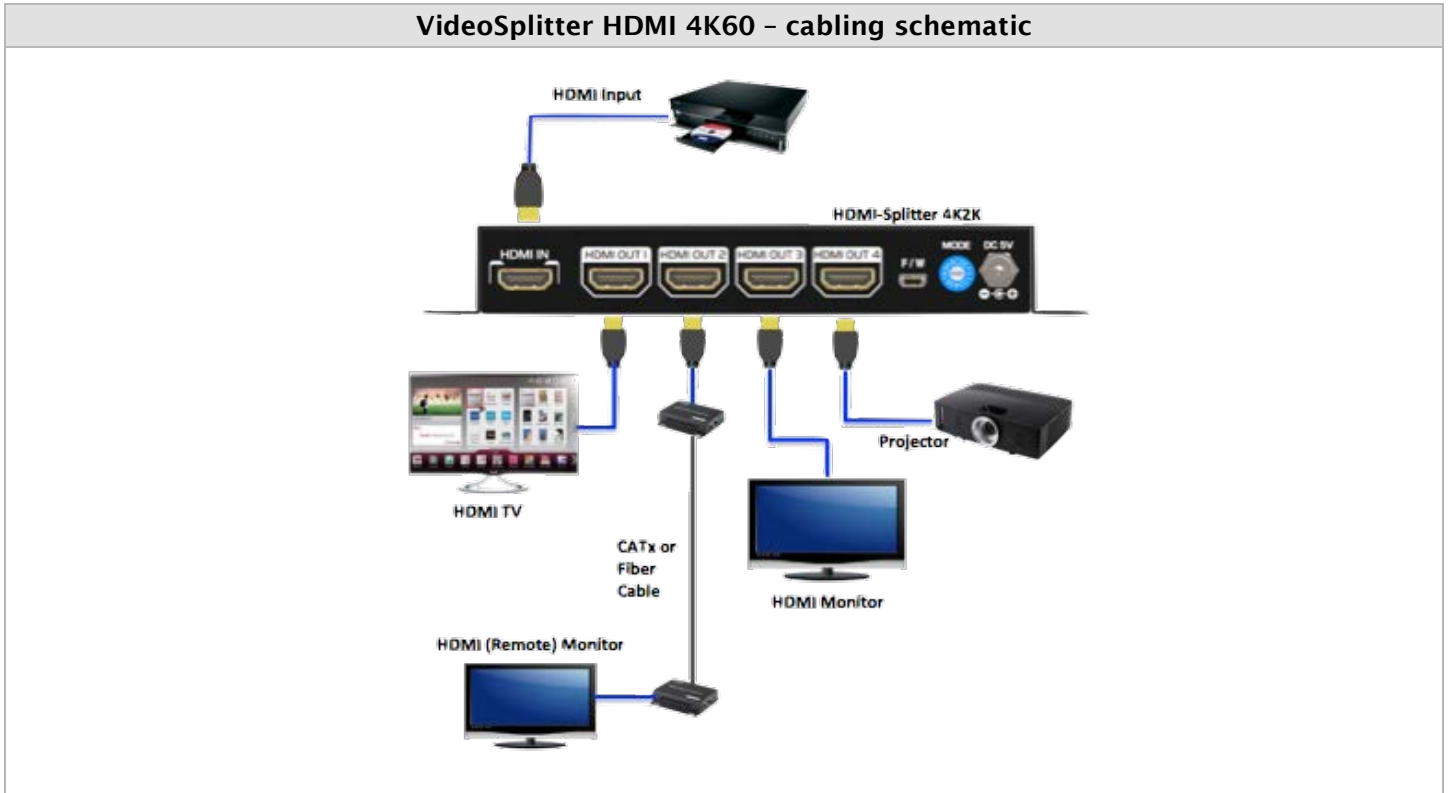 VideoSplitter HDMI 4K60 – cabling schematic
HDMI Input
HDMI-Splitter 4K2K
HDMI IN
HDMI OUT 1
HDMI OUT 2
HDMI OUT 3
HDMI OUT 4
F/W
MODE
DC 5V
Projector
HDMI TV
CATx or
Fiber
Cable
HDMI Monitor
HDMI (Remote) Monitor